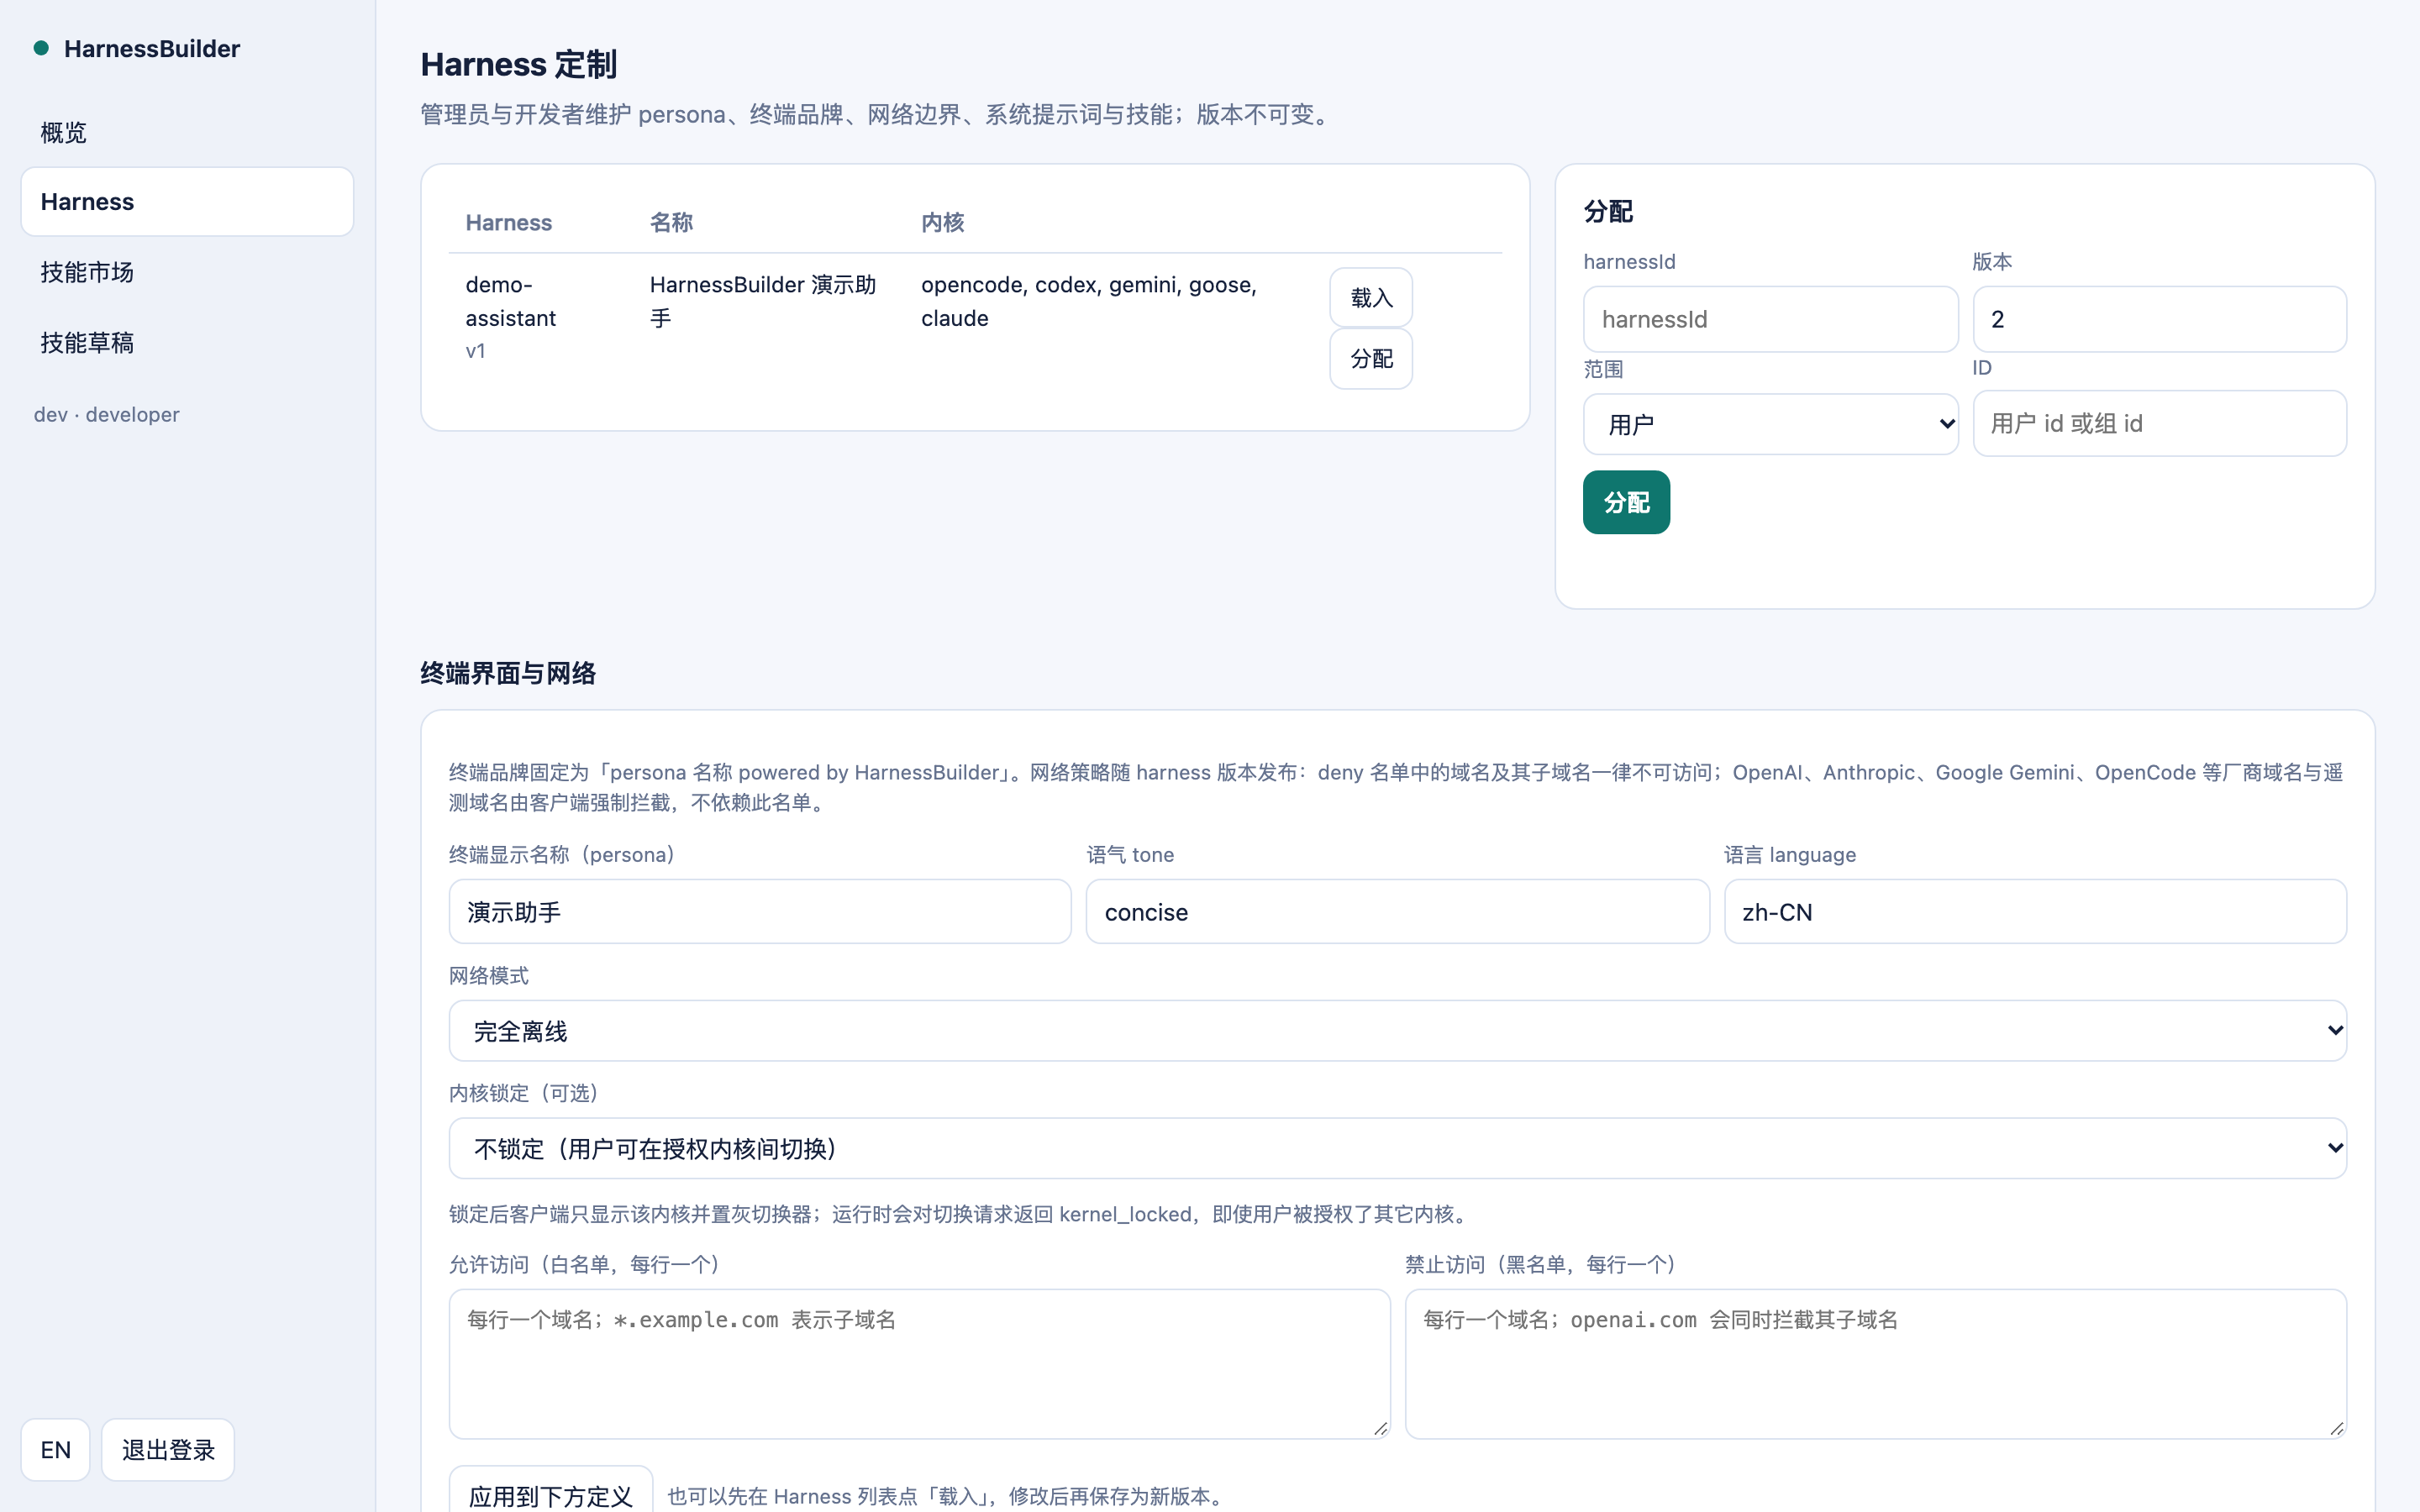 HarnessBuilder
概览
Harness
技能市场
技能草稿
dev · developer
EN
退出登录
Harness 定制
管理员与开发者维护 persona、终端品牌、网络边界、系统提示词与技能；版本不可变。
Harness 名称 内核
demo-assistant v1
HarnessBuilder 演示助手
opencode, codex, gemini, goose, claude
载入
分配
分配
harnessId 版本
harnessId 2
范围 ID
用户 用户 id 或组 id
分配
终端界面与网络
终端品牌固定为「persona 名称 powered by HarnessBuilder」。网络策略随 harness 版本发布：deny 名单中的域名及其子域名一律不可访问；OpenAI、Anthropic、Google Gemini、OpenCode 等厂商域名与遥
测域名由客户端强制拦截，不依赖此名单。
终端显示名称（persona） 语气 tone 语言 language
演示助手 concise zh-CN
网络模式
完全离线
内核锁定（可选）
不锁定（用户可在授权内核间切换）
锁定后客户端只显示该内核并置灰切换器；运行时会对切换请求返回 kernel_locked，即使用户被授权了其它内核。
允许访问（白名单，每行一个） 禁止访问（黑名单，每行一个）
每行一个域名；*.example.com 表示子域名 每行一个域名；openai.com 会同时拦截其子域名
应用到下方定义 也可以先在 Harness 列表点「载入」，修改后再保存为新版本。